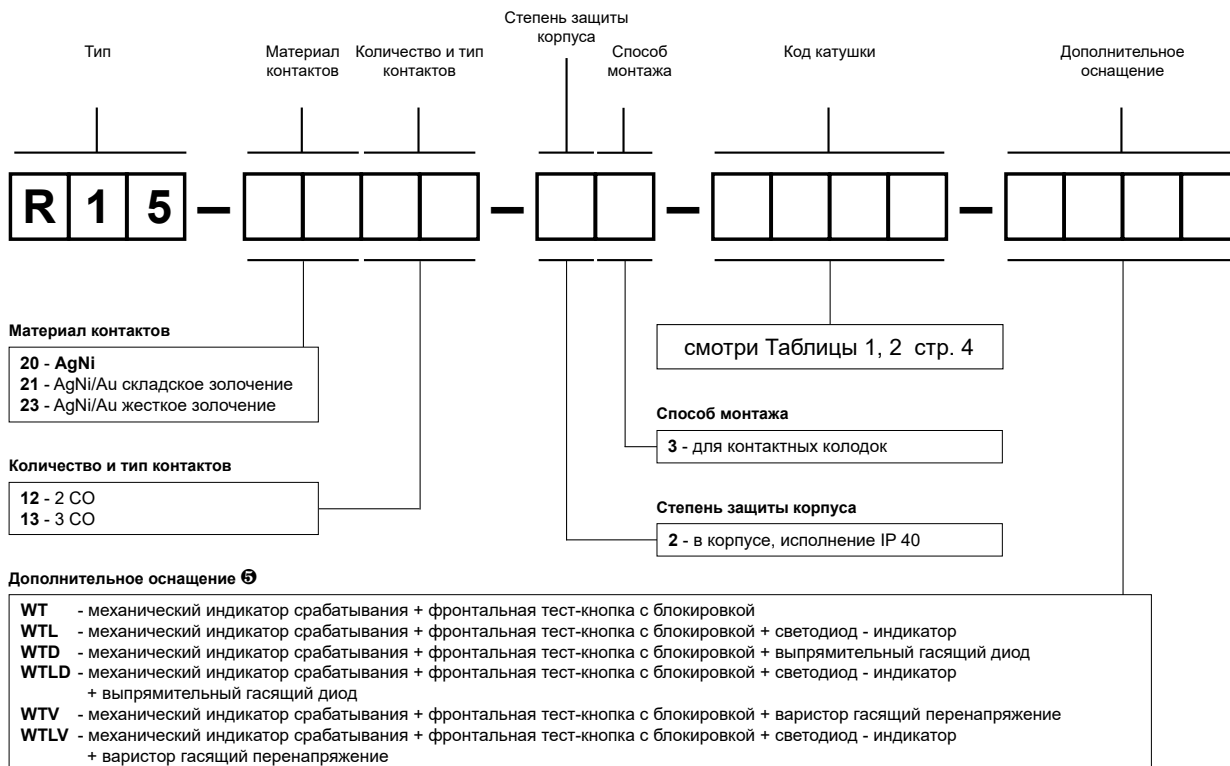 Степень защиты
корпуса
Тип
Материал
контактов
Количество и тип
контактов
Способ
монтажа
Код катушки
Дополнительное
оснащение
R 1 5 – – – –
Материал контактов
20 - AgNi
21 - AgNi/Au складское золочение
23 - AgNi/Au жесткое золочение
смотри Таблицы 1, 2 стр. 4
Способ монтажа
3 - для контактных колодок
Количество и тип контактов
12 - 2 CO
13 - 3 CO
Степень защиты корпуса
2 - в корпусе, исполнение IP 40
Дополнительное оснащение ❺
WT - механический индикатор срабатывания + фронтальная тест-кнопка с блокировкой
WTL - механический индикатор срабатывания + фронтальная тест-кнопка с блокировкой + светодиод - индикатор
WTD - механический индикатор срабатывания + фронтальная тест-кнопка с блокировкой + выпрямительный гасящий диод
WTLD - механический индикатор срабатывания + фронтальная тест-кнопка с блокировкой + светодиод - индикатор
+ выпрямительный гасящий диод
WTV - механический индикатор срабатывания + фронтальная тест-кнопка с блокировкой + варистор гасящий перенапряжение
WTLV - механический индикатор срабатывания + фронтальная тест-кнопка с блокировкой + светодиод - индикатор
+ варистор гасящий перенапряжение